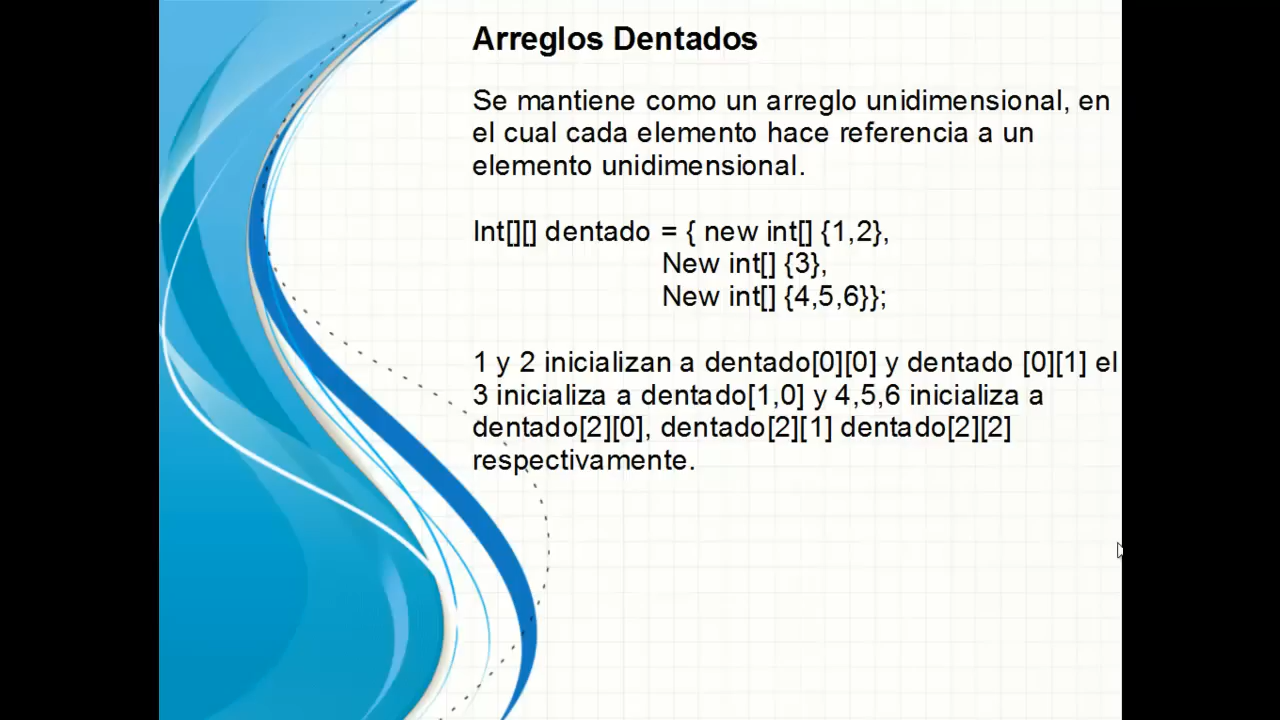 Arreglos Dentados
Se mantiene como un arreglo unidimensional, en
el cual cada elemento hace referencia a un
elemento unidimensional.
Int[][] dentado = { new int[] {1,2},
New int[] {3},
New int[] {4,5,6}};
1 y 2 inicializan a dentado[0][0] y dentado [0][1] el
3 inicializa a dentado[1,0] y 4,5,6 inicializa a
dentado[2][0], dentado[2][1] dentado[2][2]
respectivamente.